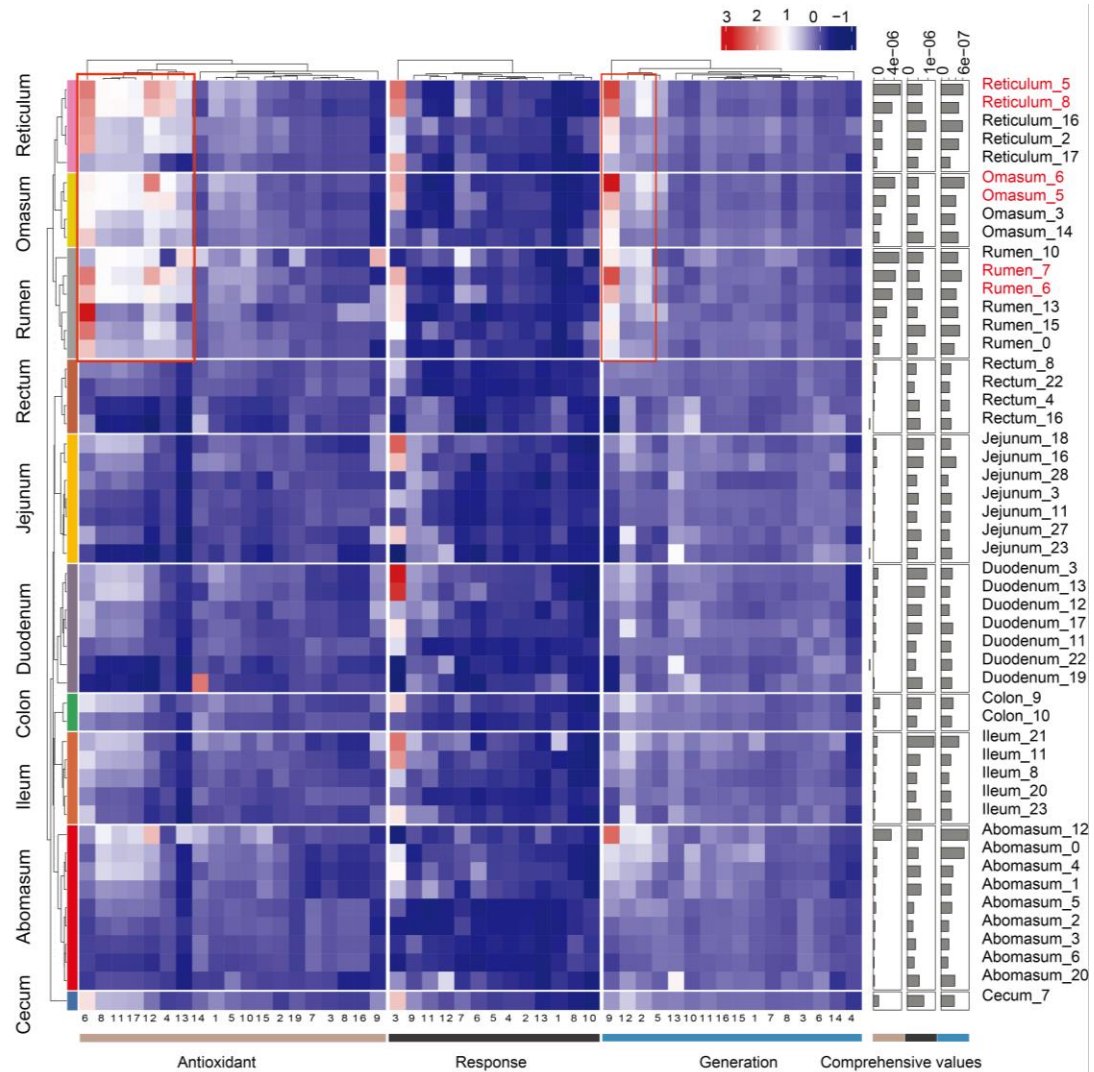 3 2 1 0 -1
0 4e-06
0 1e-06
0 6e-07
Reticulum
Omasum
Rumen
Rectum
Jejunum
Duodenum
Colon
Ileum
Abomasum
Cecum
Reticulum_5
Reticulum_8
Reticulum_16
Reticulum_2
Reticulum_17
Omasum_6
Omasum_5
Omasum_3
Omasum_14
Rumen_10
Rumen_7
Rumen_6
Rumen_13
Rumen_15
Rumen_0
Rectum_8
Rectum_22
Rectum_4
Rectum_16
Jejunum_18
Jejunum_16
Jejunum_28
Jejunum_3
Jejunum_11
Jejunum_27
Jejunum_23
Duodenum_3
Duodenum_13
Duodenum_12
Duodenum_17
Duodenum_11
Duodenum_22
Duodenum_19
Colon_9
Colon_10
Ileum_21
Ileum_11
Ileum_8
Ileum_20
Ileum_23
Abomasum_12
Abomasum_0
Abomasum_4
Abomasum_1
Abomasum_5
Abomasum_2
Abomasum_3
Abomasum_6
Abomasum_20
Cecum_7
6 8 11 17 12 4 13 14 1 5 10 15 2 19 7 3 8 16 9 3 9 11 12 7 6 5 4 2 13 1 8 10 9 12 2 5 13 10 11 16 15 1 7 8 3 6 14 4
Antioxidant Response Generation Comprehensive values